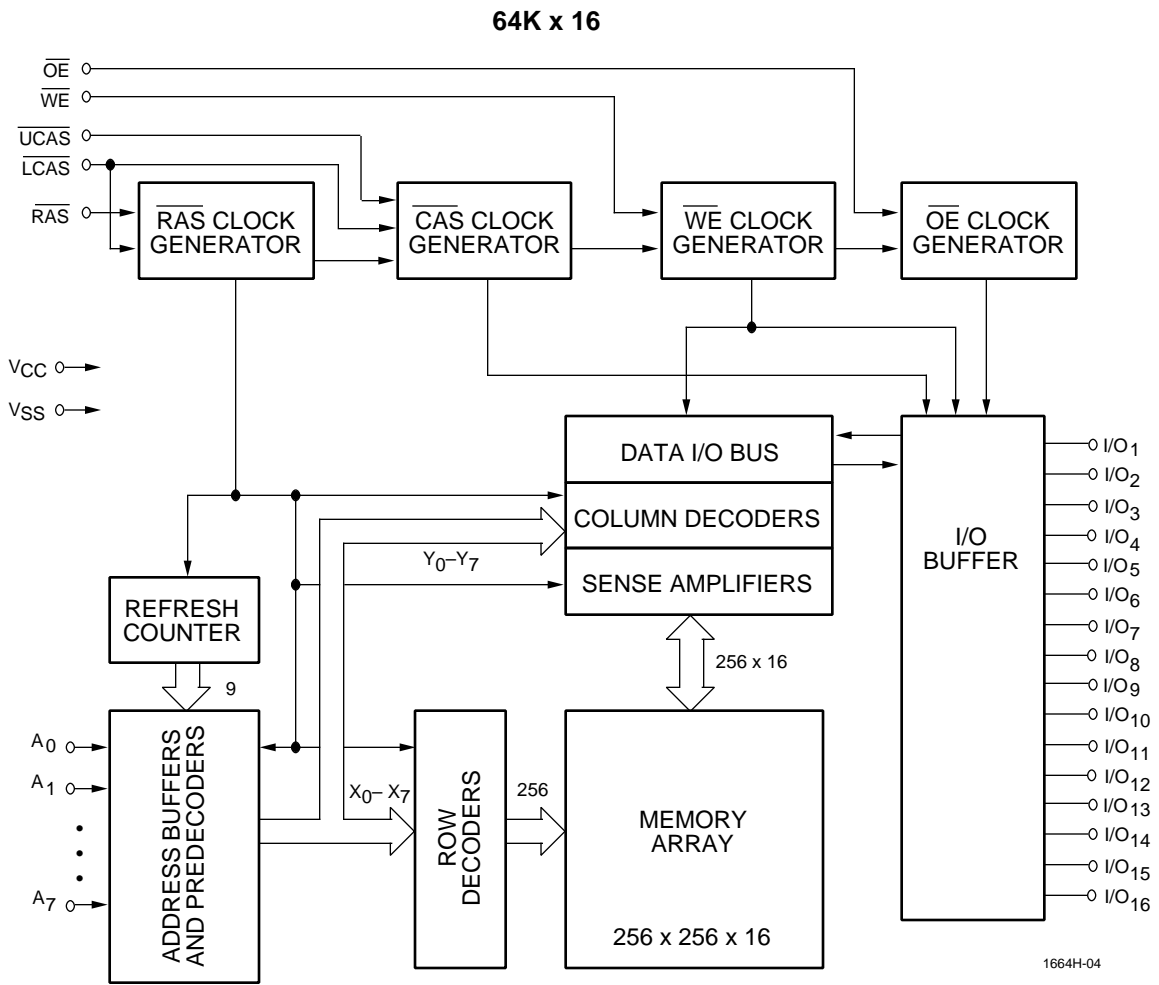 64K x 16
OE
WE
UCAS
LCAS
RAS
RAS CLOCK
GENERATOR
CAS CLOCK
GENERATOR
WE CLOCK
GENERATOR
OE CLOCK
GENERATOR
VCC
VSS
DATA I/O BUS
COLUMN DECODERS
SENSE AMPLIFIERS
Y0–Y7
REFRESH
COUNTER
9
256 x 16
I/O
BUFFER
I/O1
I/O2
I/O3
I/O4
I/O5
I/O6
I/O7
I/O8
I/O9
I/O10
I/O11
I/O12
I/O13
I/O14
I/O15
I/O16
A0
A1
A7
ADDRESS BUFFERS
AND PREDECODERS
X0– X7
ROW
DECODERS
256
MEMORY
ARRAY
256 x 256 x 16
1664H-04